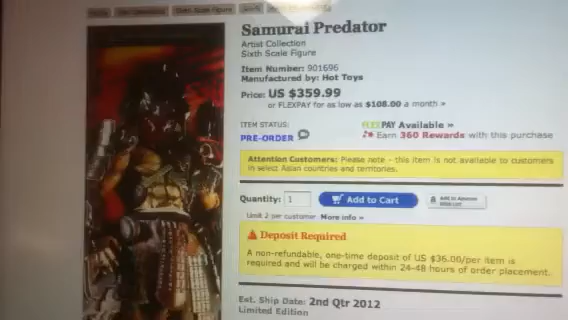 Samurai Predator
Artist Collection
Sixth Scale Figure
Item Number: 901696
Manufactured by: Hot Toys
Price: US $359.99
or FLEXPAY for as low as $108.00 a month »
ITEM STATUS:
PRE-ORDER
FLEXPAY Available »
Earn 360 Rewards with this purchase
Attention Customers: Please note - this item is not available to customers
in select Asian countries and territories.
Quantity: 1
Add to Cart
Add to Amazon
Wish List
Limit 2 per customer More info »
Deposit Required
A non-refundable, one-time deposit of US $36.00/per item is
required and will be charged within 24-48 hours of order placement.
Est. Ship Date: 2nd Qtr 2012
Limited Edition